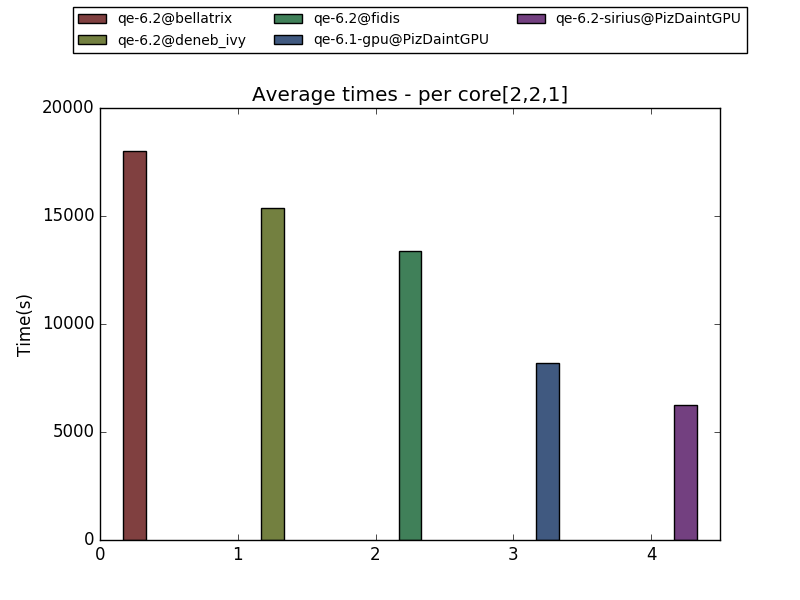 qe-6.2@bellatrix qe-6.2@fidis qe-6.2-sirius@PizDaintGPU
qe-6.2@deneb_ivy qe-6.1-gpu@PizDaintGPU
Average times - per core[2,2,1]
20000
15000
10000
5000
0
Time(s)
0 1 2 3 4